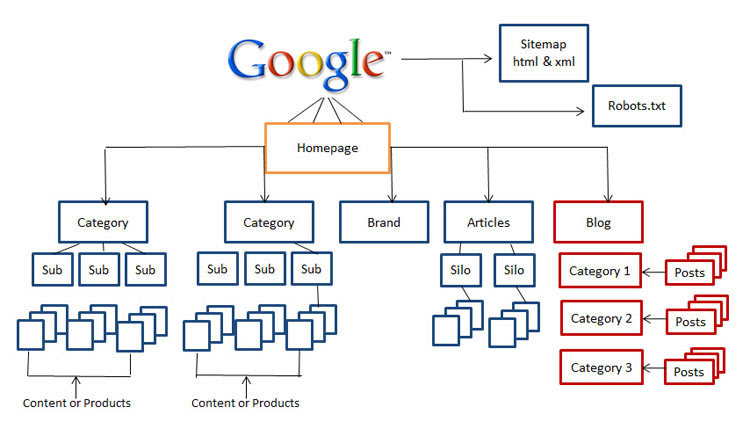 Google™
Sitemap
html & xml
Robots.txt
Homepage
Category
Category
Brand
Articles
Blog
Sub
Sub
Sub
Sub
Sub
Sub
Silo
Silo
Category 1
Posts
Category 2
Posts
Category 3
Posts
Content or Products
Content or Products